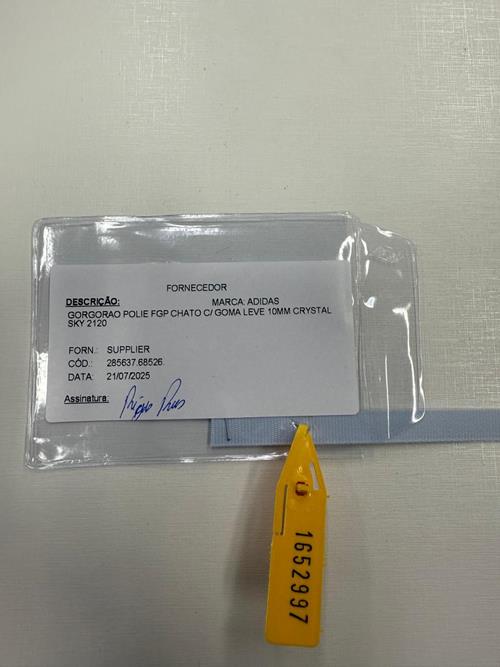 FORNECEDOR
DESCRIÇÃO: MARCA: ADIDAS
GORGORAO POLIE FGP CHATO C/ GOMA LEVE 10MM CRYSTAL
SKY 2120
FORN.: SUPPLIER
CÓD.: 285637.68526.
DATA: 21/07/2025
Assinatura:
1652997